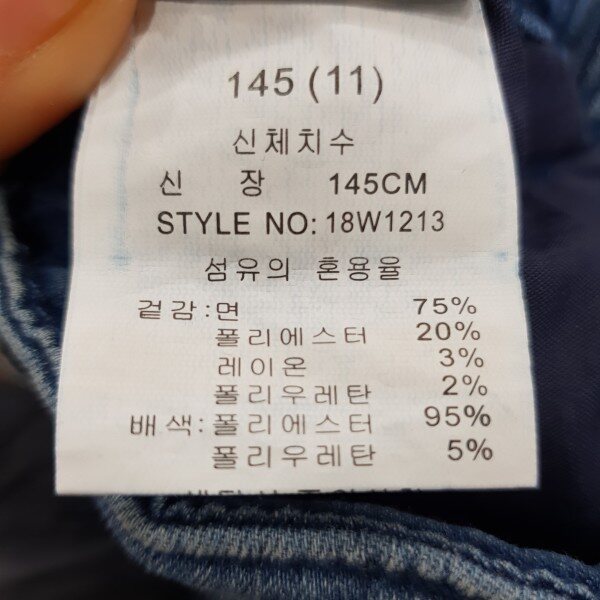 145 (11)
신체치수
신 장 145CM
STYLE NO: 18W1213
섬유의 혼용율
겉감:면 75%
폴리에스터 20%
레이온 3%
폴리우레탄 2%
배색:폴리에스터 95%
폴리우레탄 5%